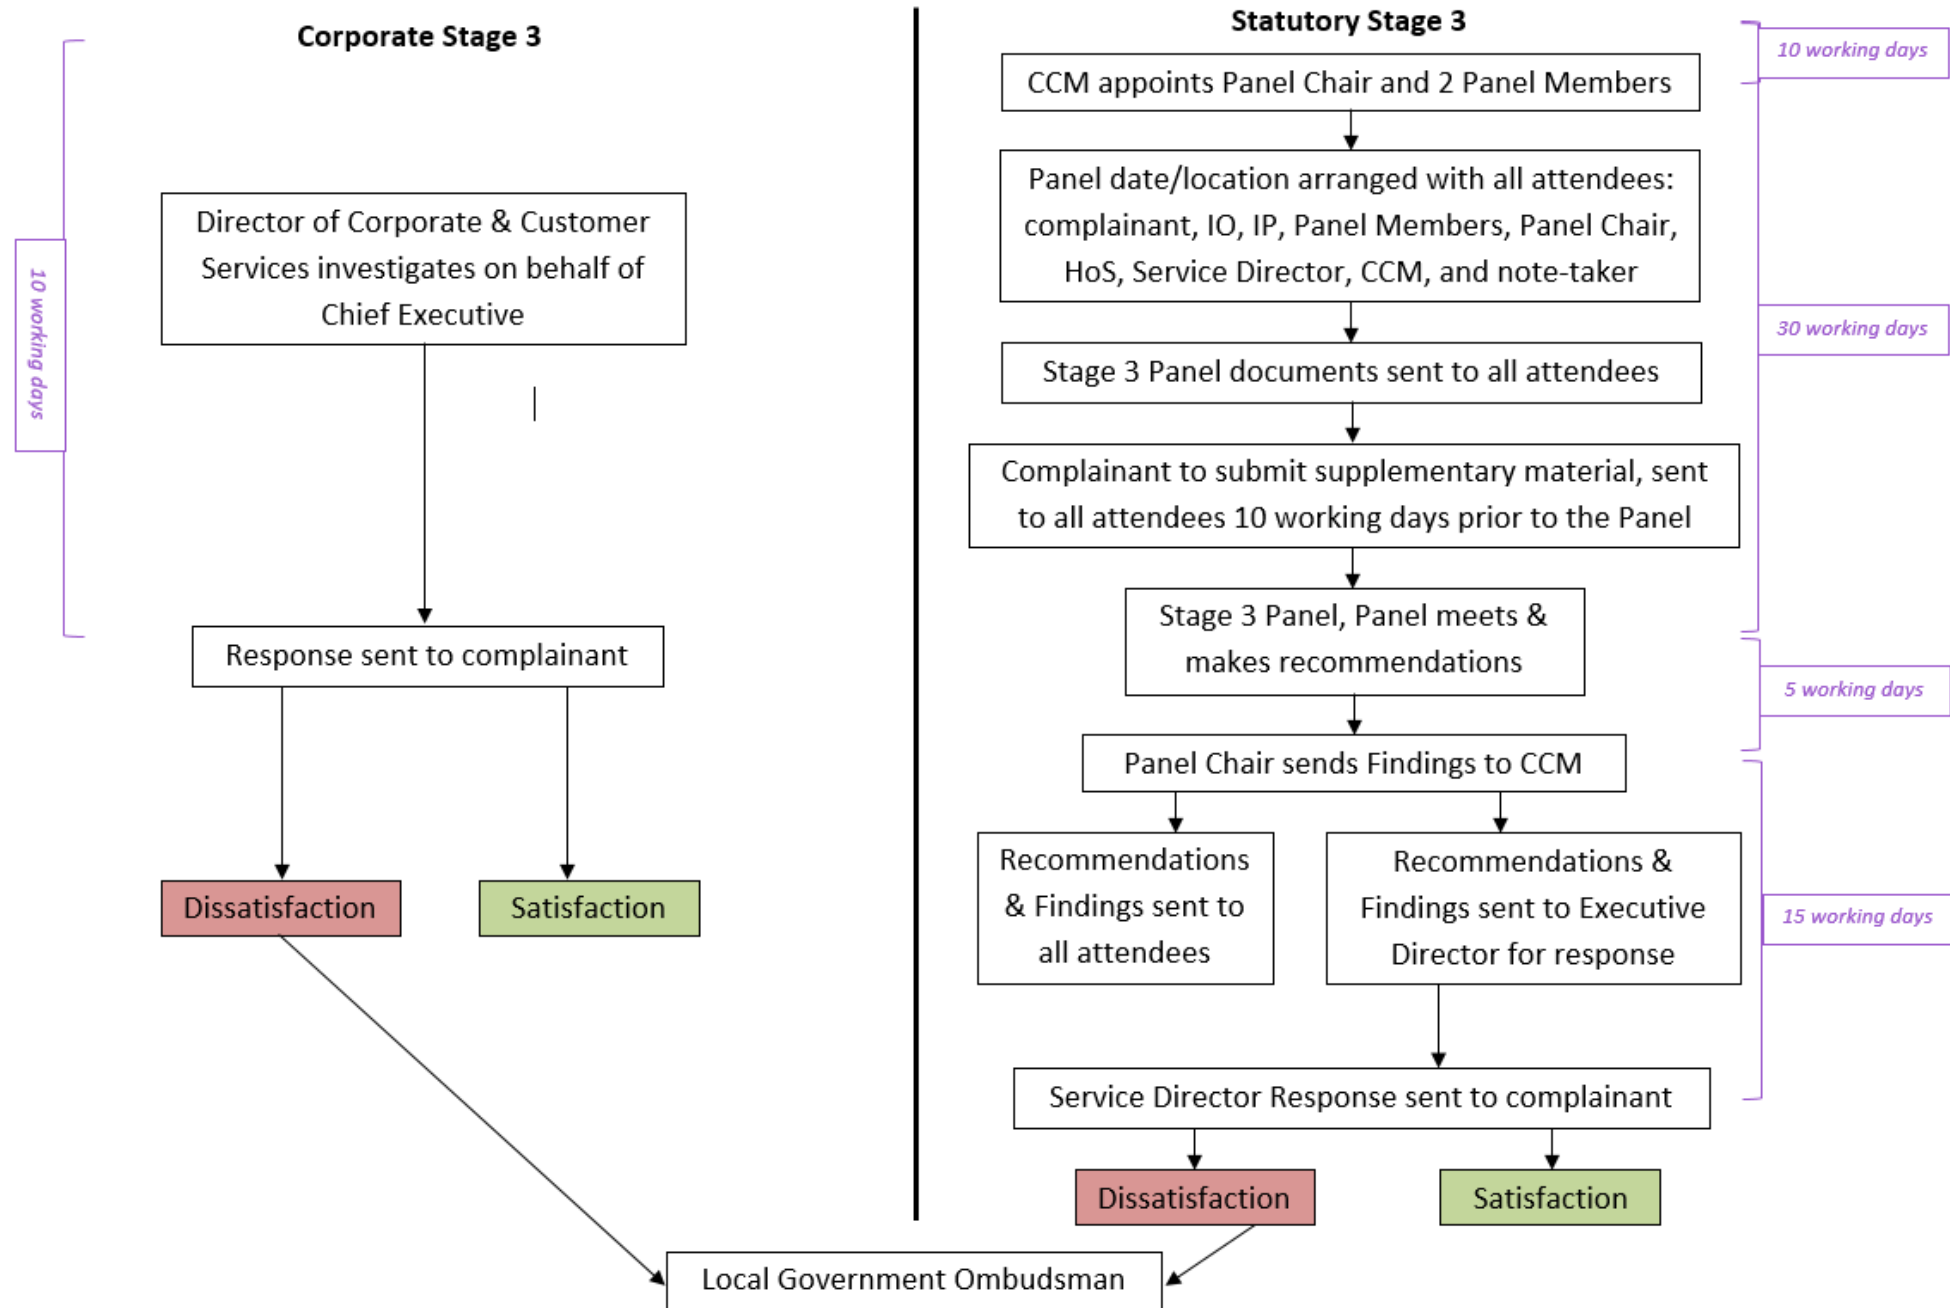 Corporate Stage 3
10 working days
Director of Corporate & Customer
Services investigates on behalf of
Chief Executive
Response sent to complainant
Dissatisfaction
Satisfaction
Statutory Stage 3
10 working days
CCM appoints Panel Chair and 2 Panel Members
Panel date/location arranged with all attendees:
complainant, IO, IP, Panel Members, Panel Chair,
HoS, Service Director, CCM, and note-taker
30 working days
Stage 3 Panel documents sent to all attendees
Complainant to submit supplementary material, sent
to all attendees 10 working days prior to the Panel
Stage 3 Panel, Panel meets &
makes recommendations
5 working days
Panel Chair sends Findings to CCM
Recommendations
& Findings sent to
all attendees
Recommendations &
Findings sent to Executive
Director for response
15 working days
Service Director Response sent to complainant
Dissatisfaction
Satisfaction
Local Government Ombudsman